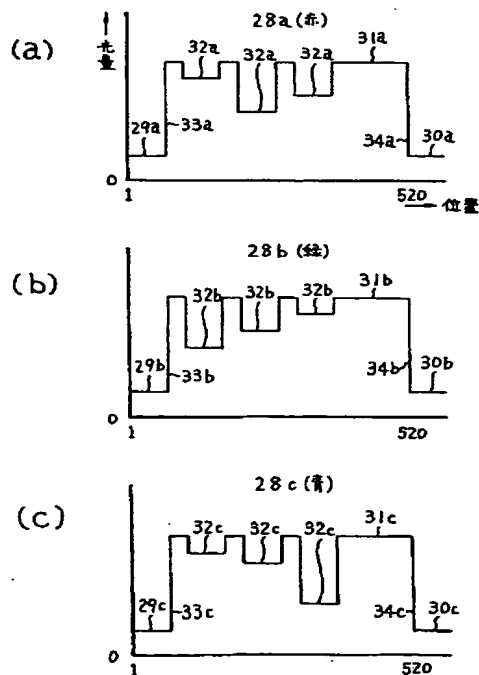 28a(赤)
(a)
光量
32a 32a 32a 31a
29a 33a 34a 30a
0
1 520 位置
28b(緑)
(b)
32b 32b 32b 31b
29b 33b 34b 30b
0
1 520
28c(青)
(c)
32c 32c 32c 31c
29c 33c 34c 30c
0
1 520